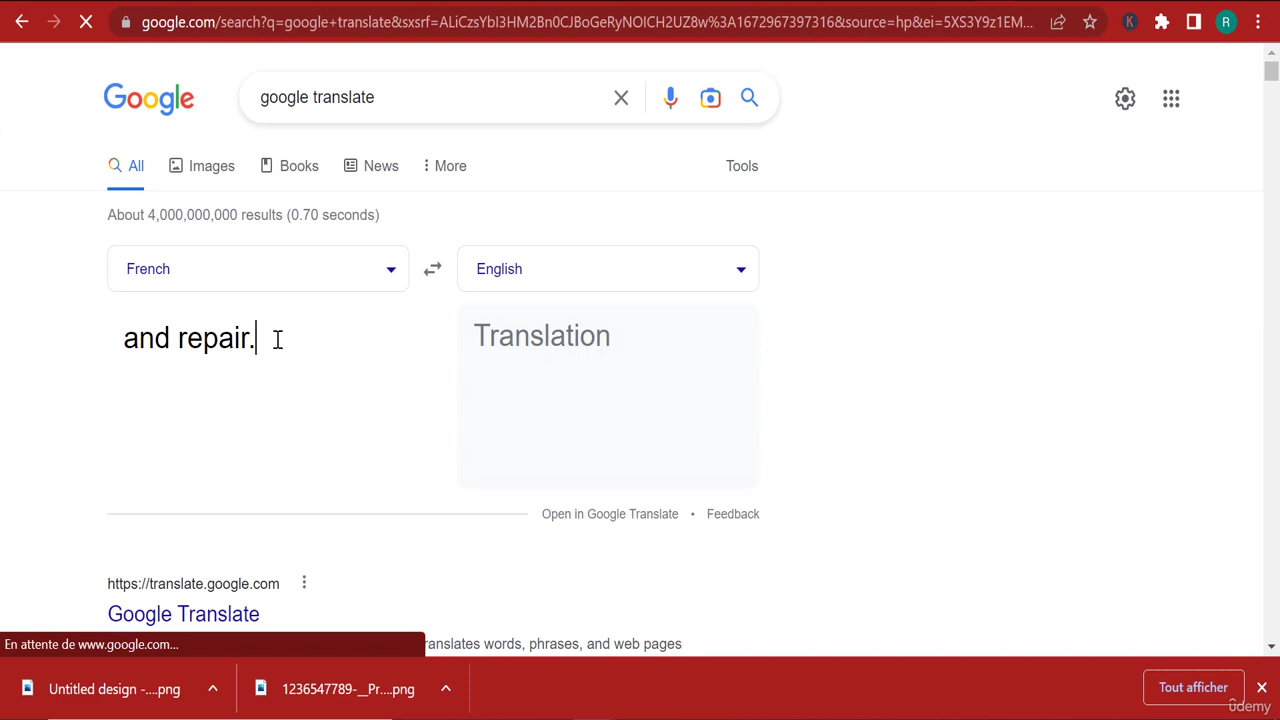 google.com/search?q=google+translate&sxsrf=ALiCzsYbI3HM2Bn0CJBoGeRyNOICH2UZ8w%3A1672967397316&source=hp&ei=5XS3Y9z1EM...
K
R
Google
google translate
All
Images
Books
News
More
Tools
About 4,000,000,000 results (0.70 seconds)
French
English
and repair.
Translation
Open in Google Translate • Feedback
https://translate.google.com
Google Translate
En attente de www.google.com...
ranslates words, phrases, and web pages
Untitled design -....png
1236547789-__Pr....png
Tout afficher
ûdemy